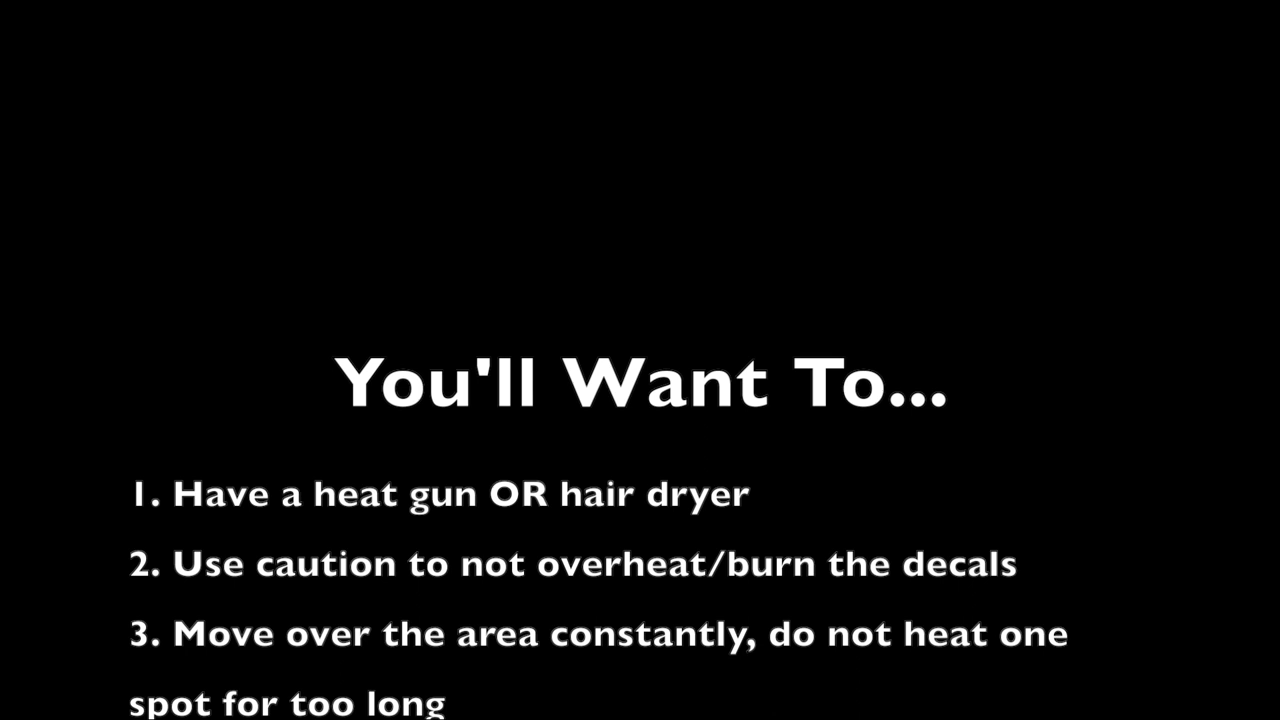 You'll Want To...
1. Have a heat gun OR hair dryer
2. Use caution to not overheat/burn the decals
3. Move over the area constantly, do not heat one
spot for too long